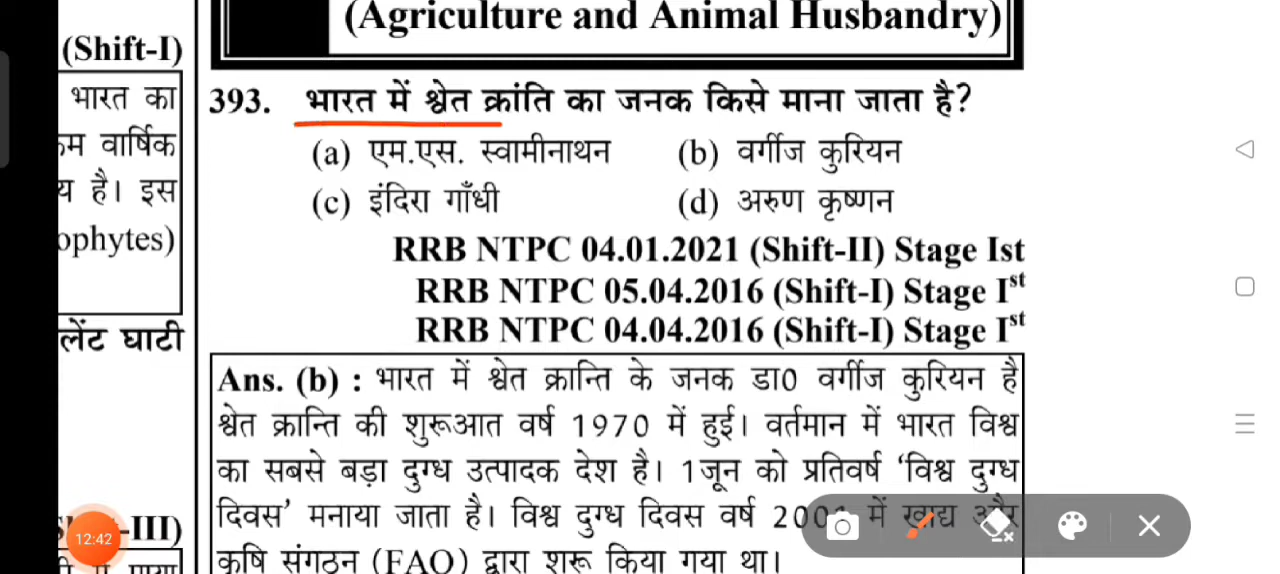 (Agriculture and Animal Husbandry)
(Shift-I)
भारत का
वार्षिक
य है। इस
ophytes)
लेंट घाटी
-III)
12:42
393. भारत में श्वेत क्रांति का जनक किसे माना जाता है?
(a) एम.एस. स्वामीनाथन (b) वर्गीज कुरियन
(c) इंदिरा गाँधी (d) अरुण कृष्णन
RRB NTPC 04.01.2021 (Shift-II) Stage Ist
RRB NTPC 05.04.2016 (Shift-I) Stage Ist
RRB NTPC 04.04.2016 (Shift-I) Stage Ist
Ans. (b) : भारत में श्वेत क्रान्ति के जनक डा0 वर्गीज कुरियन है
श्वेत क्रान्ति की शुरूआत वर्ष 1970 में हुई। वर्तमान में भारत विश्व
का सबसे बड़ा दुग्ध उत्पादक देश है। 1जून को प्रतिवर्ष ‘विश्व दुग्ध
दिवस’ मनाया जाता है। विश्व दुग्ध दिवस वर्ष में खाद्य और
कृषि संगठन (FAO) द्वारा शुरू किया गया था।